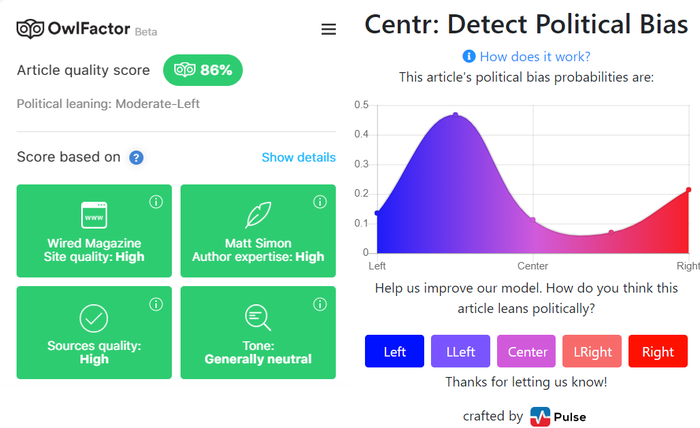 OwlFactor Beta
Article quality score 86%
Political leaning: Moderate-Left
Score based on ?
Show details
www
Wired Magazine
Site quality: High
Matt Simon
Author expertise: High
Sources quality:
High
Tone:
Generally neutral
Centr: Detect Political Bias
How does it work?
This article's political bias probabilities are:
0.5
0.4
0.3
0.2
0.1
0
Left Center Right
Help us improve our model. How do you think this
article leans politically?
Left LLeft Center LRight Right
Thanks for letting us know!
crafted by Pulse